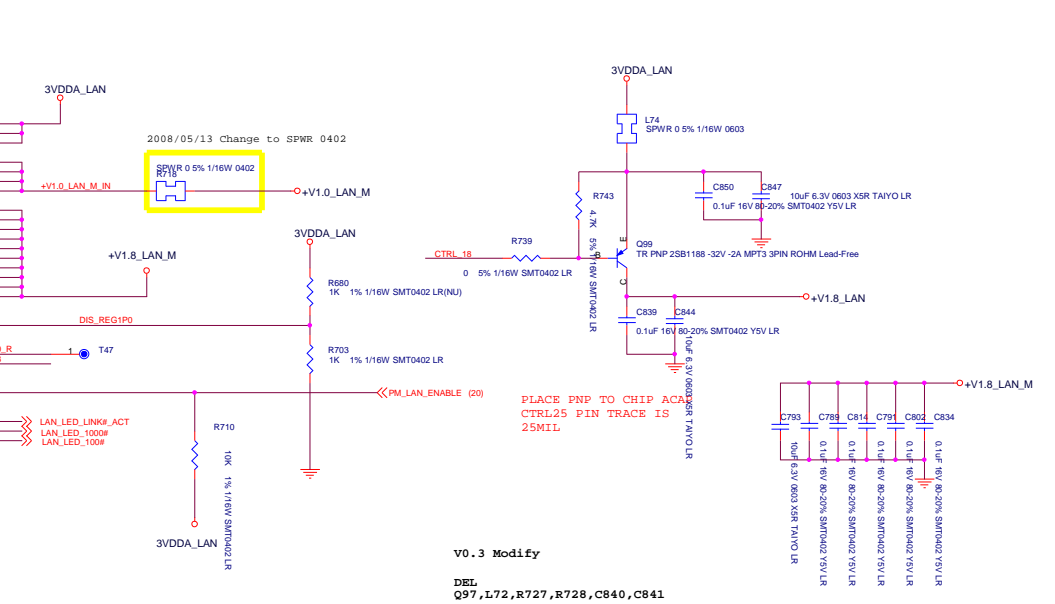 3VDDA_LAN
2008/05/13 Change to SPWR 0402
SPWR 0 5% 1/16W 0402
R718
+V1.0_LAN_M_IN
+V1.0_LAN_M
+V1.8_LAN_M
3VDDA_LAN
R680
1K 1% 1/16W SMT0402 LR(NU)
DIS_REG1P0
R703
1K 1% 1/16W SMT0402 LR
1
T47
PM_LAN_ENABLE (20)
LAN_LED_LINK#_ACT
LAN_LED_1000#
LAN_LED_100#
R710
10K 1% 1/16W SMT0402 LR
3VDDA_LAN
3VDDA_LAN
L74
SPWR 0 5% 1/16W 0603
R743
4.7K 5% 1/16W SMT0402 LR
C850
0.1uF 16V 80-20% SMT0402 Y5V LR
C847
10uF 6.3V 0603 X5R TAIYO LR
CTRL_18
R739
0 5% 1/16W SMT0402 LR
E
B
C
Q99
TR PNP 2SB1188 -32V -2A MPT3 3PIN ROHM Lead-Free
+V1.8_LAN
C839
0.1uF 16V 80-20% SMT0402 Y5V LR
C844
10uF 6.3V 0603 X5R TAIYO LR
PLACE PNP TO CHIP ACAP
CTRL25 PIN TRACE IS
25MIL
+V1.8_LAN_M
C793
10uF 6.3V 0603 X5R TAIYO LR
C789
0.1uF 16V 80-20% SMT0402 Y5V LR
C814
0.1uF 16V 80-20% SMT0402 Y5V LR
C791
0.1uF 16V 80-20% SMT0402 Y5V LR
C802
0.1uF 16V 80-20% SMT0402 Y5V LR
C834
0.1uF 16V 80-20% SMT0402 Y5V LR
V0.3 Modify
DEL
Q97,L72,R727,R728,C840,C841